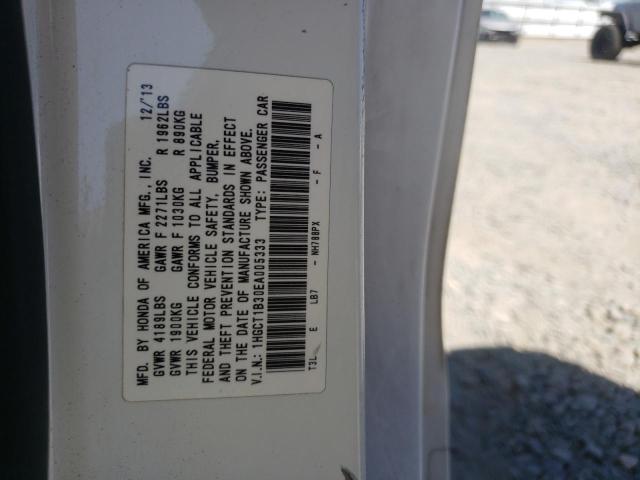 MFD. BY HONDA OF AMERICA MFG., INC. 12/'13
GVWR 4189LBS GAWR F 2271LBS R 1962LBS
GVWR 1900KG GAWR F 1030KG R 890KG
THIS VEHICLE CONFORMS TO ALL APPLICABLE
FEDERAL MOTOR VEHICLE SAFETY, BUMPER,
AND THEFT PREVENTION STANDARDS IN EFFECT
ON THE DATE OF MANUFACTURE SHOWN ABOVE.
V.I.N.: 1HGCT1B30EA005333 TYPE: PASSENGER CAR
T3L E LB7 NH788PX - F - A